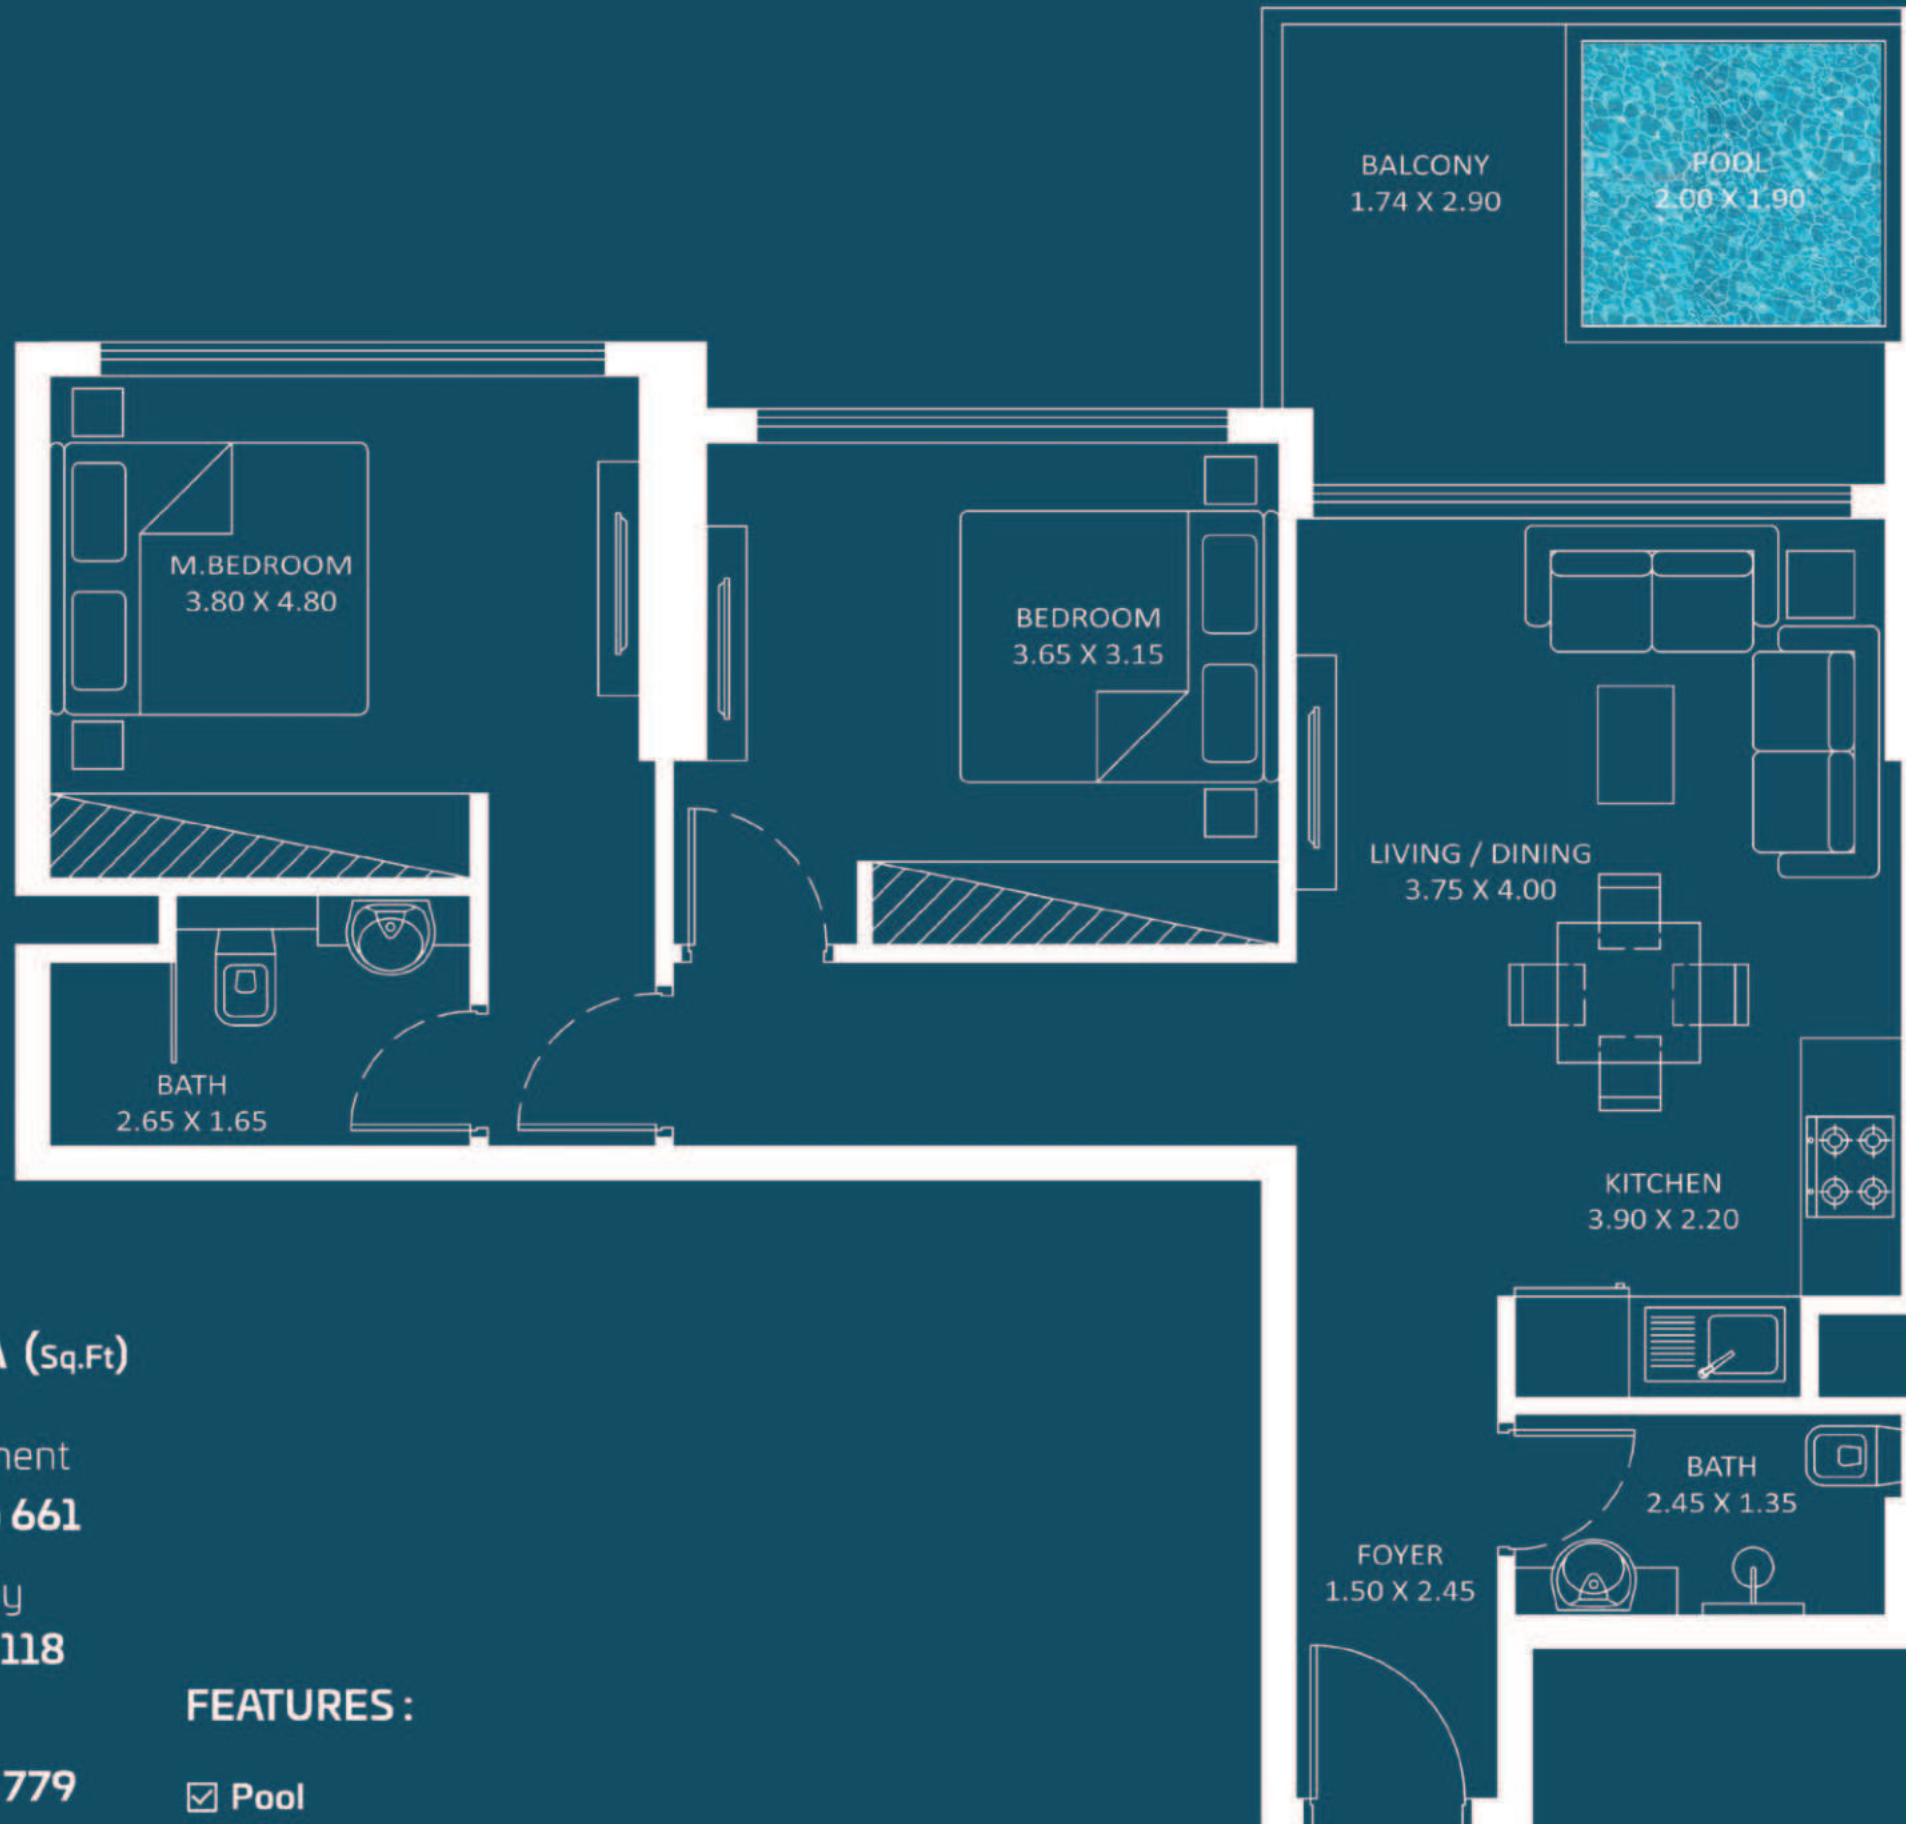 BALCONY
1.74 X 2.90
POOL
2.00 X 1.90
M.BEDROOM
3.80 X 4.80
BEDROOM
3.65 X 3.15
LIVING / DINING
3.75 X 4.00
BATH
2.65 X 1.65
KITCHEN
3.90 X 2.20
BATH
2.45 X 1.35
FOYER
1.50 X 2.45
(Sq.Ft)
661
118
779
FEATURES :
Pool